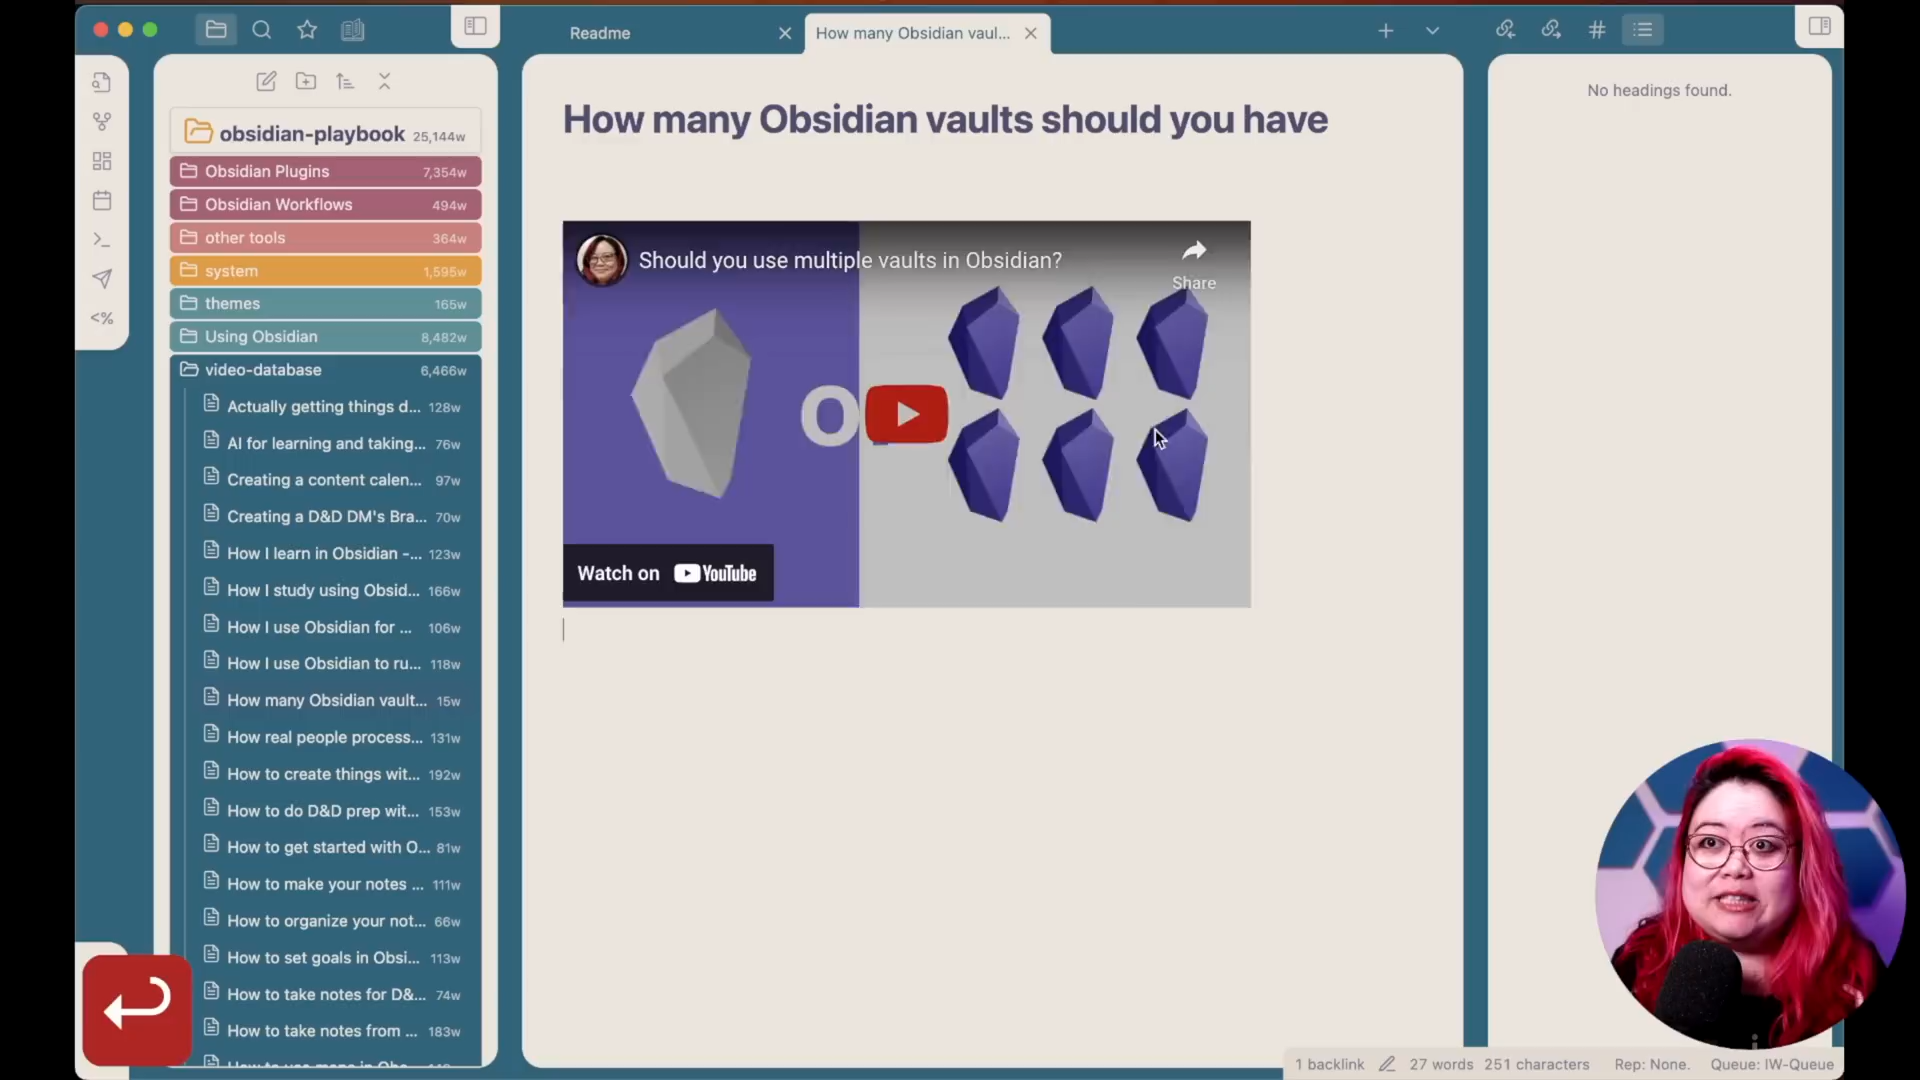 Readme
How many Obsidian vaul...
obsidian-playbook 25,144w
Obsidian Plugins 7,354w
Obsidian Workflows 494w
other tools 364w
system 1,595w
themes 165w
Using Obsidian 8,482w
video-database 6,466w
Actually getting things d... 128w
AI for learning and taking... 76w
Creating a content calen... 97w
Creating a D&D DM's Bra... 70w
How I learn in Obsidian -... 123w
How I study using Obsid... 166w
How I use Obsidian for ... 106w
How I use Obsidian to ru... 118w
How many Obsidian vault... 15w
How real people process... 131w
How to create things wit... 192w
How to do D&D prep wit... 153w
How to get started with O... 81w
How to make your notes ... 111w
How to organize your not... 66w
How to set goals in Obsi... 113w
How to take notes for D&... 74w
How to take notes from ... 183w
<%
How many Obsidian vaults should you have
Should you use multiple vaults in Obsidian?
Share
Watch on YouTube
No headings found.
1 backlink 27 words 251 characters Rep: None. Queue: IW-Queue